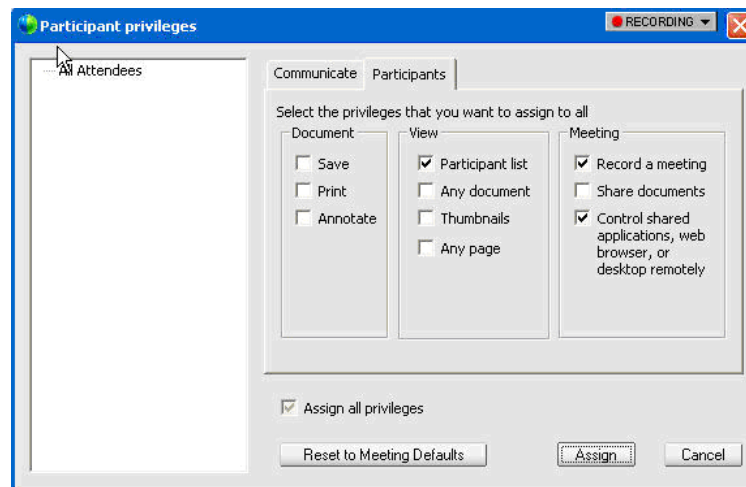 Participant privileges
RECORDING
All Attendees
Communicate
Participants
Select the privileges that you want to assign to all
Document
Save
Print
Annotate
View
Participant list
Any document
Thumbnails
Any page
Meeting
Record a meeting
Share documents
Control shared
applications, web
browser, or
desktop remotely
Assign all privileges
Reset to Meeting Defaults
Assign
Cancel